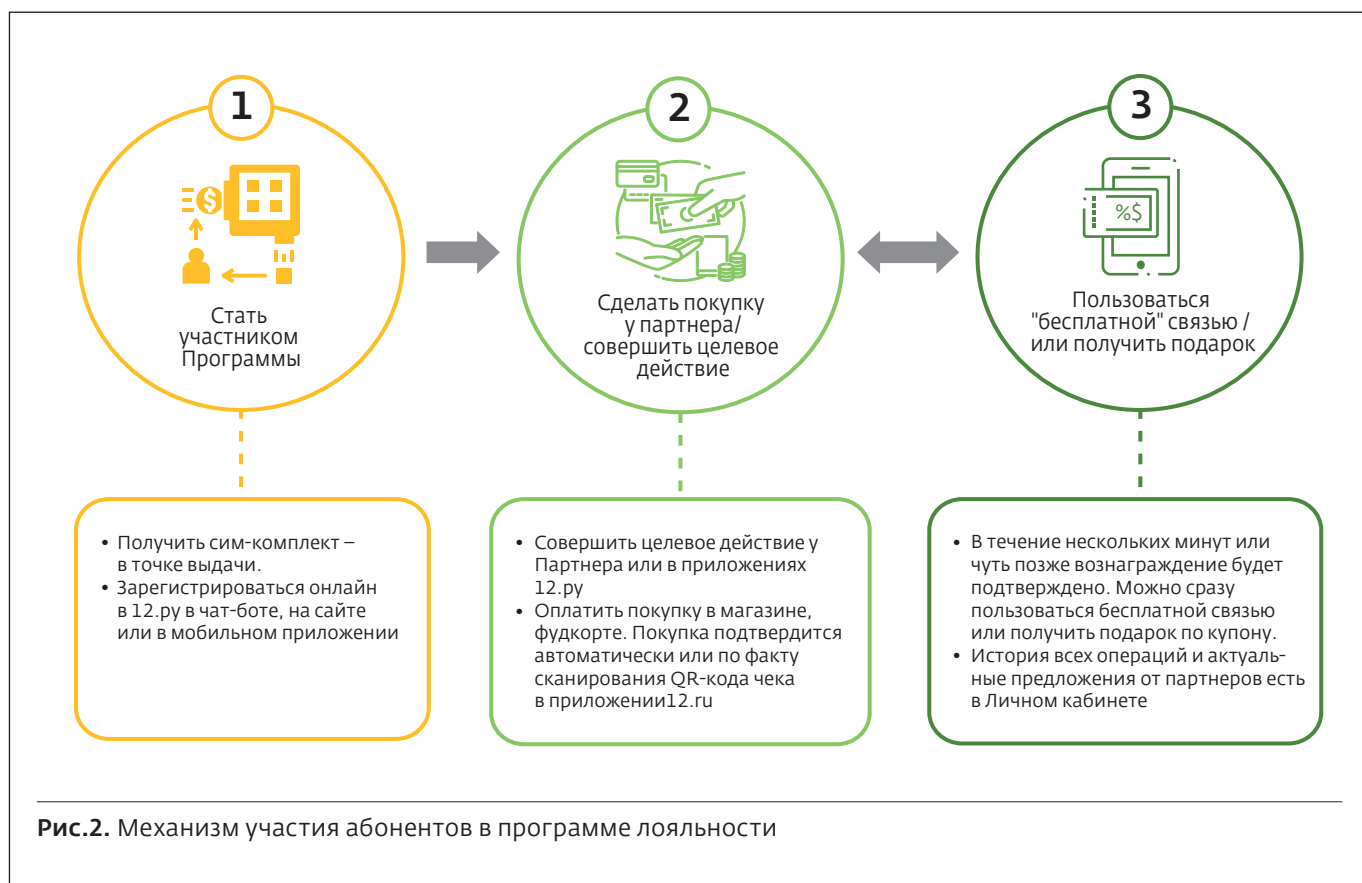 1
Стать
участником
Программы
2
Сделать покупку
у партнера/
совершить целевое
действие
3
%$
Пользоваться
"бесплатной" связью /
или получить подарок
• Получить сим-комплект –
в точке выдачи.
• Зарегистрироваться онлайн
в 12.ру в чат-боте, на сайте
или в мобильном приложении
• Совершить целевое действие у
Партнера или в приложениях
12.ру
• Оплатить покупку в магазине,
фудкорте. Покупка подтвердится
автоматически или по факту
сканирования QR-кода чека
в приложении12.ru
• В течение нескольких минут или
чуть позже вознаграждение будет
подтверждено. Можно сразу
пользоваться бесплатной связью
или получить подарок по купону.
• История всех операций и актуаль-
ные предложения от партнеров есть
в Личном кабинете
Рис.2. Механизм участия абонентов в программе лояльности